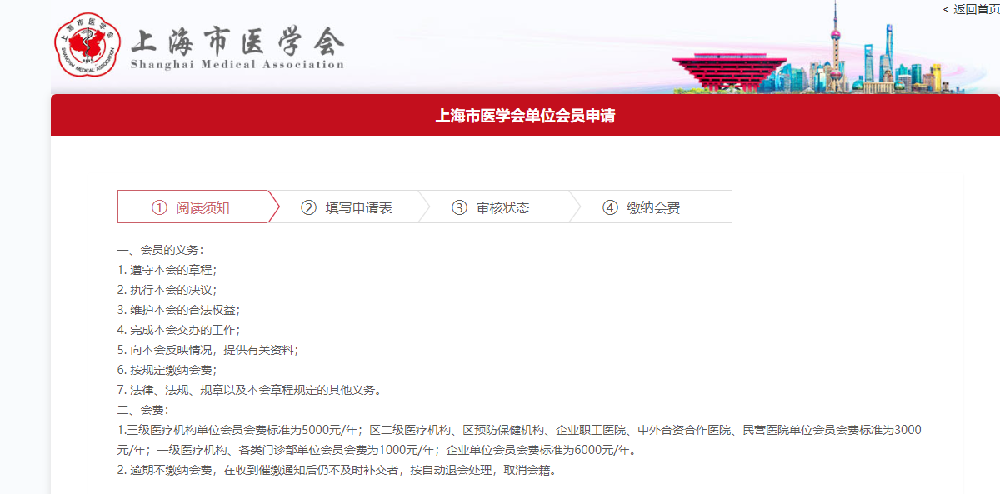 < 返回首页
上海市医学会
SHANGHAI MEDICAL ASSOCIATION
上海市医学会
Shanghai Medical Association
上海市医学会单位会员申请
① 阅读须知
② 填写申请表
③ 审核状态
④ 缴纳会费
一、会员的义务：
1. 遵守本会的章程；
2. 执行本会的决议；
3. 维护本会的合法权益；
4. 完成本会交办的工作；
5. 向本会反映情况，提供有关资料；
6. 按规定缴纳会费；
7. 法律、法规、规章以及本会章程规定的其他义务。
二、会费：
1.三级医疗机构单位会员会费标准为5000元/年；区二级医疗机构、区预防保健机构、企业职工医院、中外合资合作医院、民营医院单位会员会费标准为3000
元/年；一级医疗机构、各类门诊部单位会员会费为1000元/年；企业单位会员会费标准为6000元/年。
2. 逾期不缴纳会费，在收到催缴通知后仍不及时补交者，按自动退会处理，取消会籍。